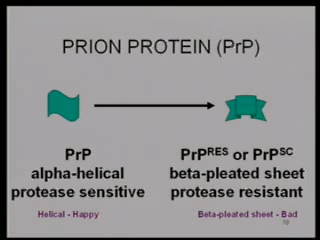 PRION PROTEIN (PrP)
PrP
alpha-helical
protease sensitive
PrPRES or PrPSC
beta-pleated sheet
protease resistant
Helical - Happy
Beta-pleated sheet - Bad